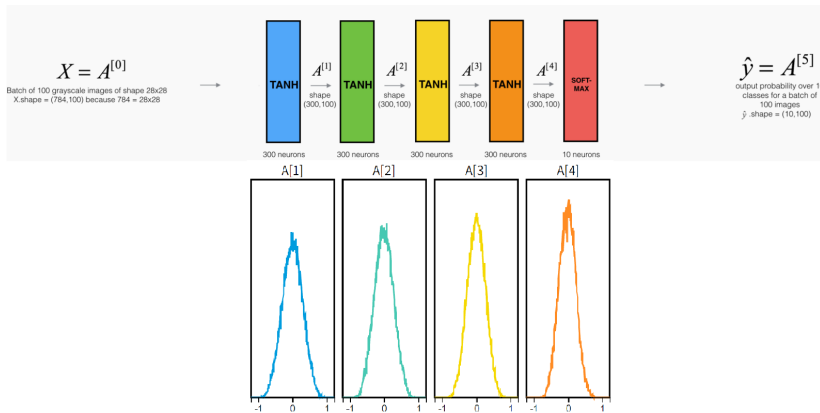 X = A[0]
Batch of 100 grayscale images of shape 28x28
X.shape = (784,100) because 784 = 28x28
TANH
300 neurons
A[1]
shape
(300,100)
TANH
300 neurons
A[2]
shape
(300,100)
TANH
300 neurons
A[3]
shape
(300,100)
TANH
300 neurons
A[4]
shape
(300,100)
SOFT-
MAX
10 neurons
ŷ = A[5]
output probability over 1
classes for a batch of
100 images
ŷ .shape = (10,100)
A[1]
A[2]
A[3]
A[4]
-1 0 1
-1 0 1
-1 0 1
-1 0 1